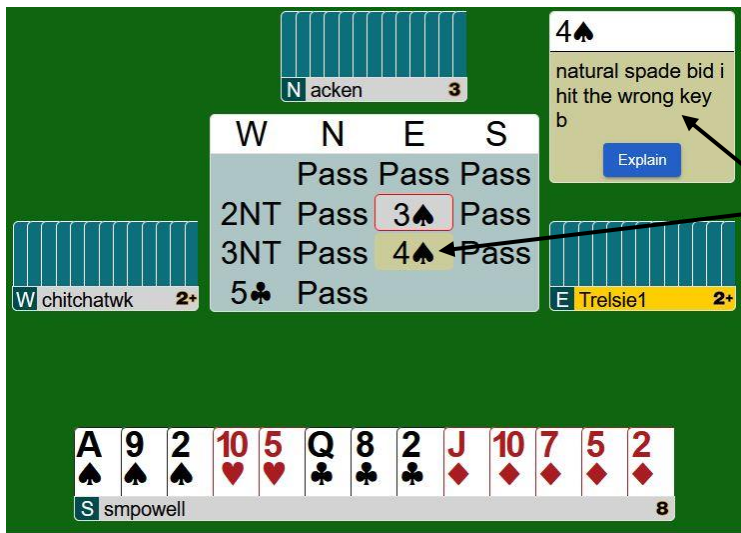 4♠
natural spade bid i
hit the wrong key
b
Explain
N acken 3
W N E S
Pass Pass Pass
2NT Pass 3♠ Pass
3NT Pass 4♠ Pass
5♣ Pass
W chitchatwk 2+
E Trelsie1 2+
A 9 2 10 5 Q 8 2 J 10 7 5 2
♠ ♠ ♠ ♥ ♥ ♣ ♣ ♣ ♦ ♦ ♦ ♦ ♦
S smpowell 8